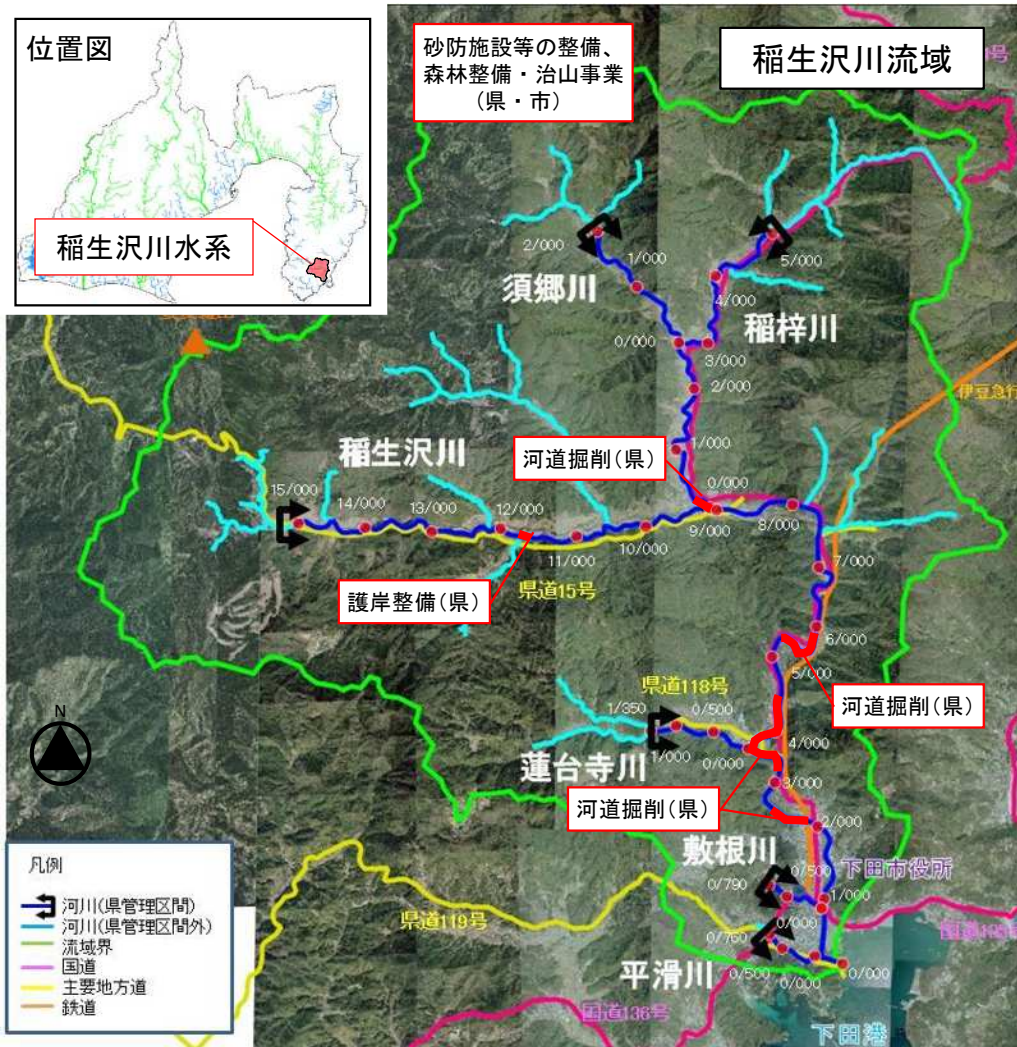 位置図
稲生沢川水系
砂防施設等の整備、
森林整備・治山事業
(県・市)
稲生沢川流域
号
2/000
1/000
須郷川
0/000
5/000
4/000
稲梓川
3/000
2/000
伊豆急行
1/000
河道掘削(県)
0/000
稲生沢川
15/000
14/000
13/000
12/000
11/000
10/000
9/000
8/000
7/000
護岸整備(県)
県道15号
6/000
5/000
河道掘削(県)
県道118号
1/350
0/500
1/000
0/000
蓮台寺川
4/000
3/000
河道掘削(県)
2/000
敷根川
0/500
0/790
下田市役所
1/000
0/000
県道119号
0/760
0/500
0/000
0/000
平滑川
国道136号
下田港
N
凡例
河川(県管理区間)
河川(県管理区間外)
流域界
国道
主要地方道
鉄道